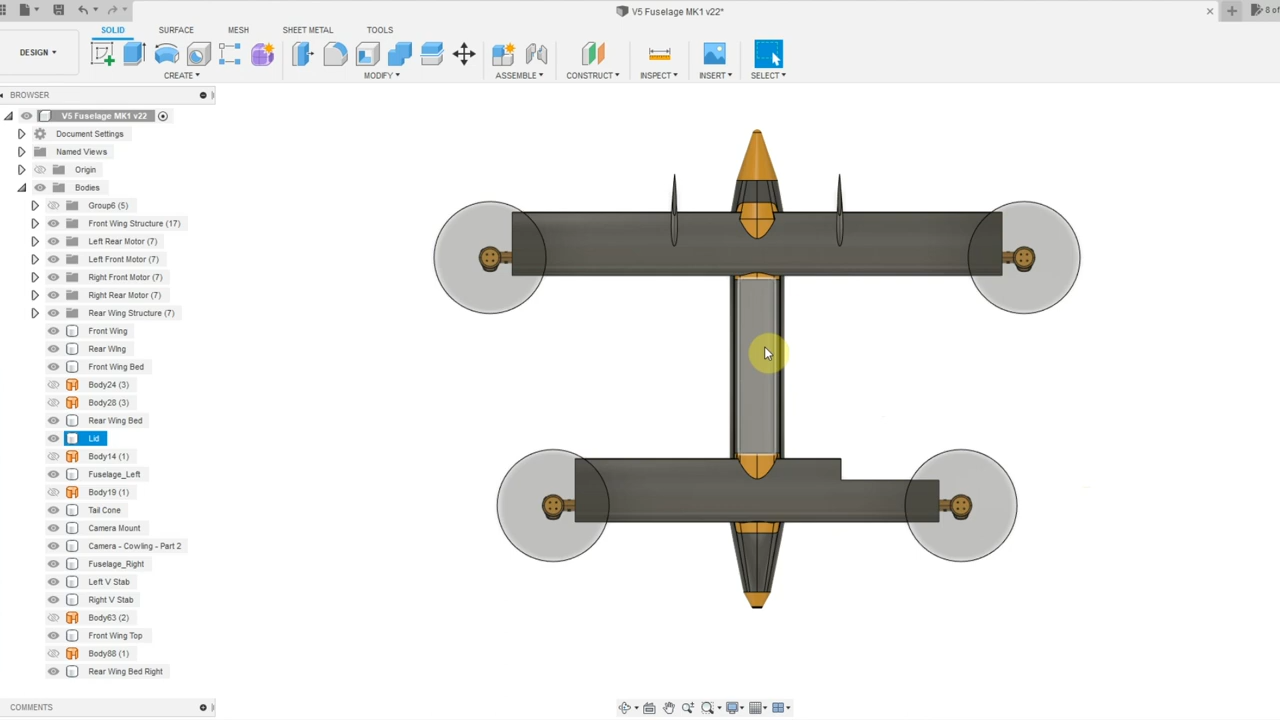 V5 Fuselage MK1 v22*
8 of
SOLID SURFACE MESH SHEET METAL TOOLS
DESIGN
CREATE MODIFY ASSEMBLE CONSTRUCT INSPECT INSERT SELECT
BROWSER
V5 Fuselage MK1 v22
Document Settings
Named Views
Origin
Bodies
Group6 (5)
Front Wing Structure (17)
Left Rear Motor (7)
Left Front Motor (7)
Right Front Motor (7)
Right Rear Motor (7)
Rear Wing Structure (7)
Front Wing
Rear Wing
Front Wing Bed
Body24 (3)
Body28 (3)
Rear Wing Bed
Lid
Body14 (1)
Fuselage_Left
Body19 (1)
Tail Cone
Camera Mount
Camera - Cowling - Part 2
Fuselage_Right
Left V Stab
Right V Stab
Body63 (2)
Front Wing Top
Body88 (1)
Rear Wing Bed Right
COMMENTS